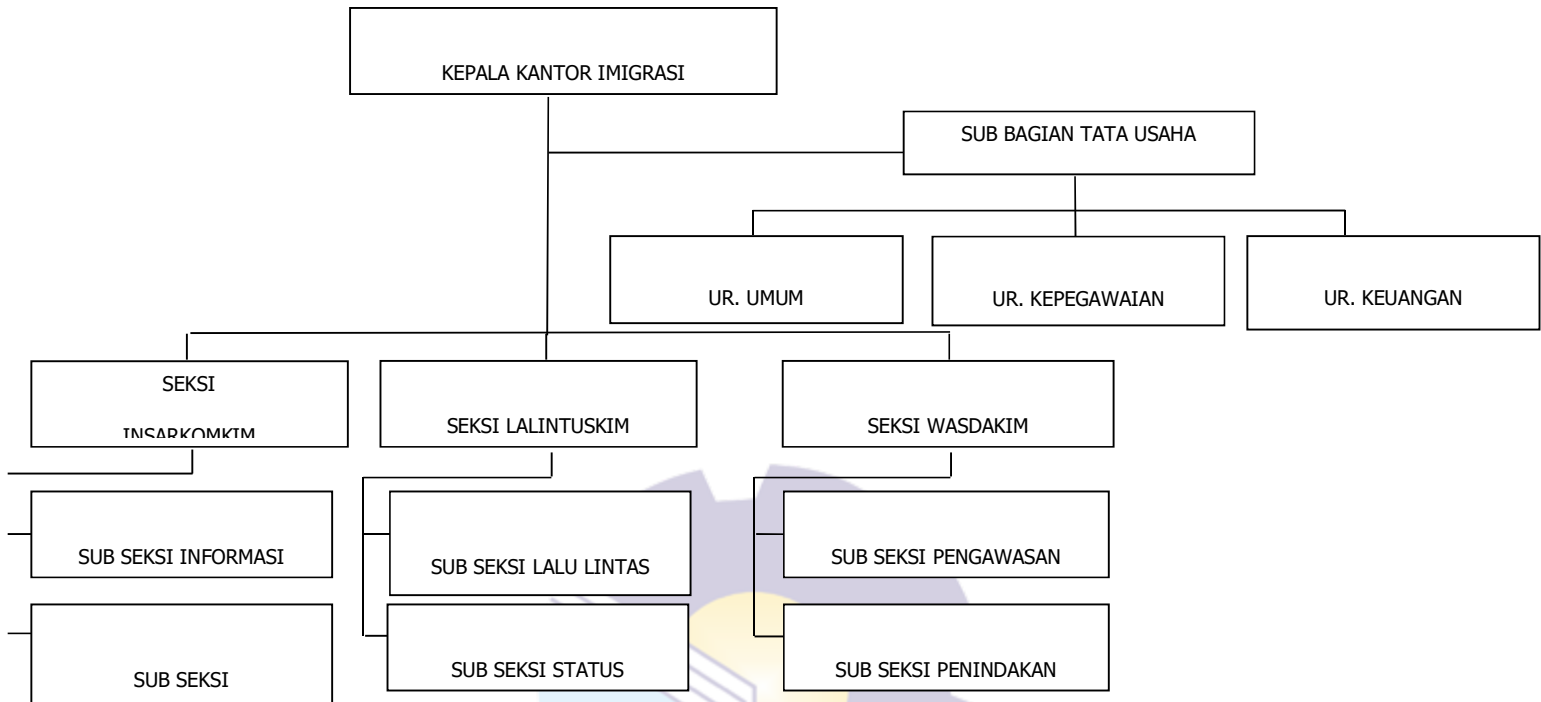 KEPALA KANTOR IMIGRASI
SUB BAGIAN TATA USAHA
UR. UMUM
UR. KEPEGAWAIAN
UR. KEUANGAN
SEKSI
INSARKOMKIM
SEKSI LALINTUSKIM
SEKSI WASDAKIM
SUB SEKSI INFORMASI
SUB SEKSI LALU LINTAS
SUB SEKSI PENGAWASAN
SUB SEKSI
SUB SEKSI STATUS
SUB SEKSI PENINDAKAN